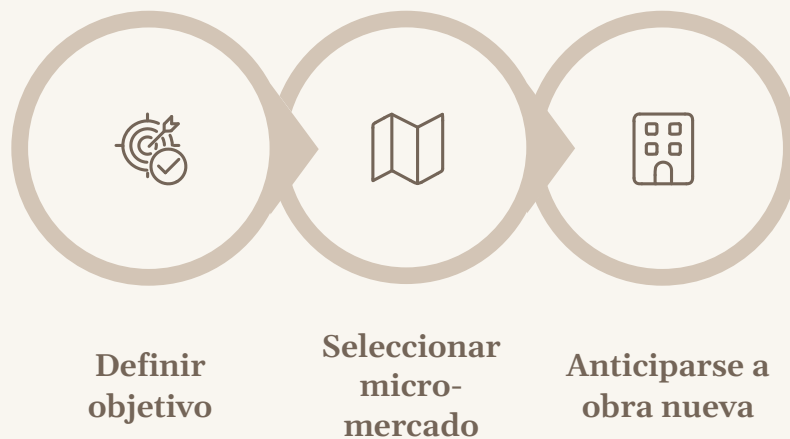 Definir
objetivo
Seleccionar
micro-
mercado
Anticiparse a
obra nueva